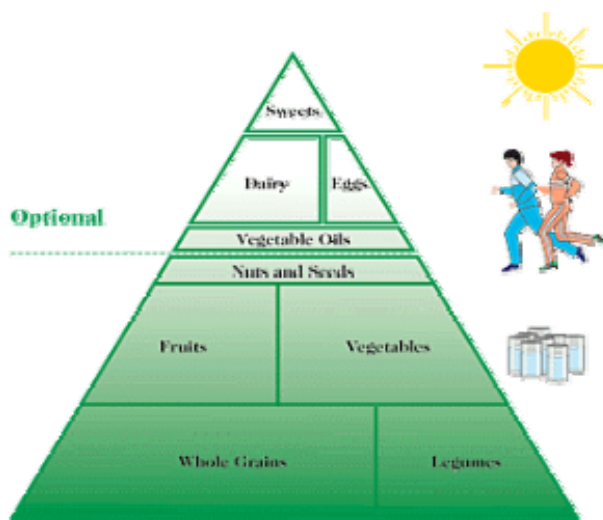 Sweets
Dairy Eggs
Optional
Vegetable Oils
Nuts and Seeds
Fruits Vegetables
Whole Grains Legumes